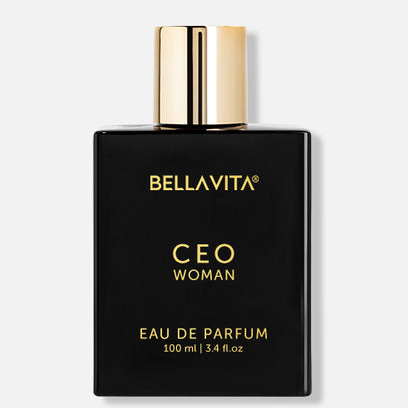 BELLAVITA®
CEO
WOMAN
EAU DE PARFUM
100 ml | 3.4 fl.oz